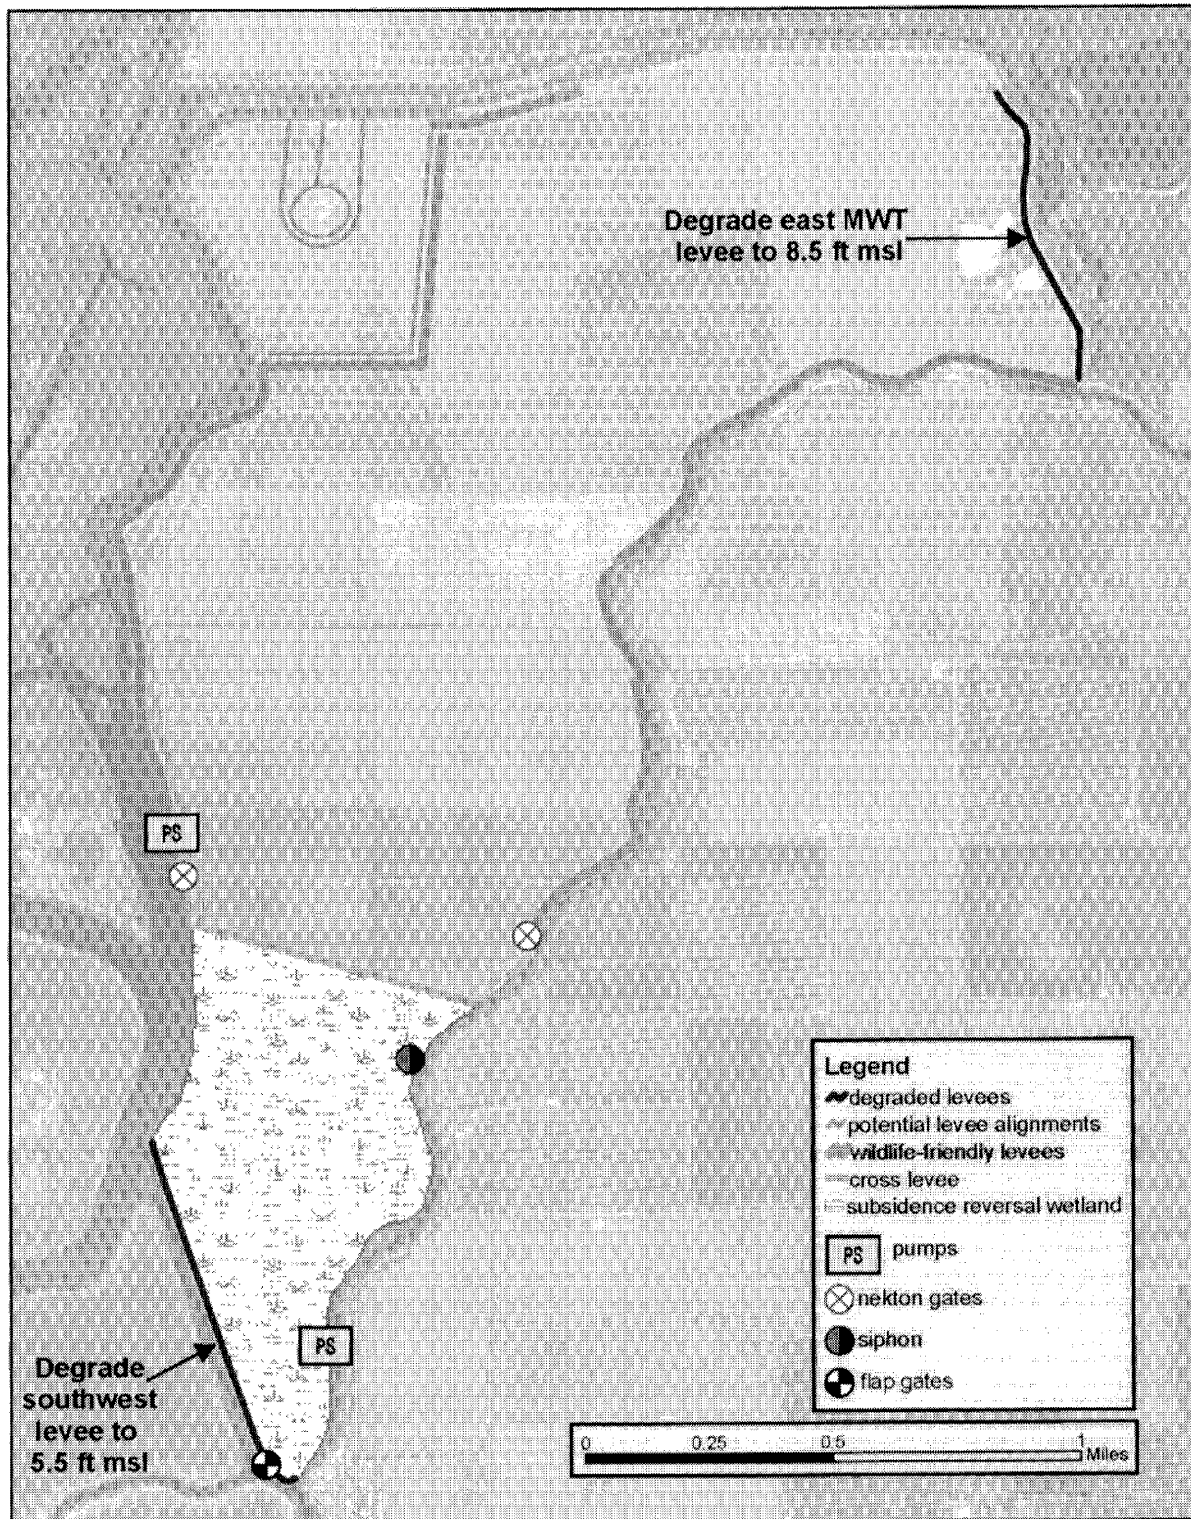 Degrade east MWT
levee to 8.5 ft msl
PS
PS
Degrade
southwest
levee to
5.5 ft msl
Legend
degraded levees
potential levee alignments
wildlife-friendly levees
cross levee
subsidence reversal wetland
PS pumps
nekton gates
siphon
flap gates
0 0.25 0.5 1
Miles